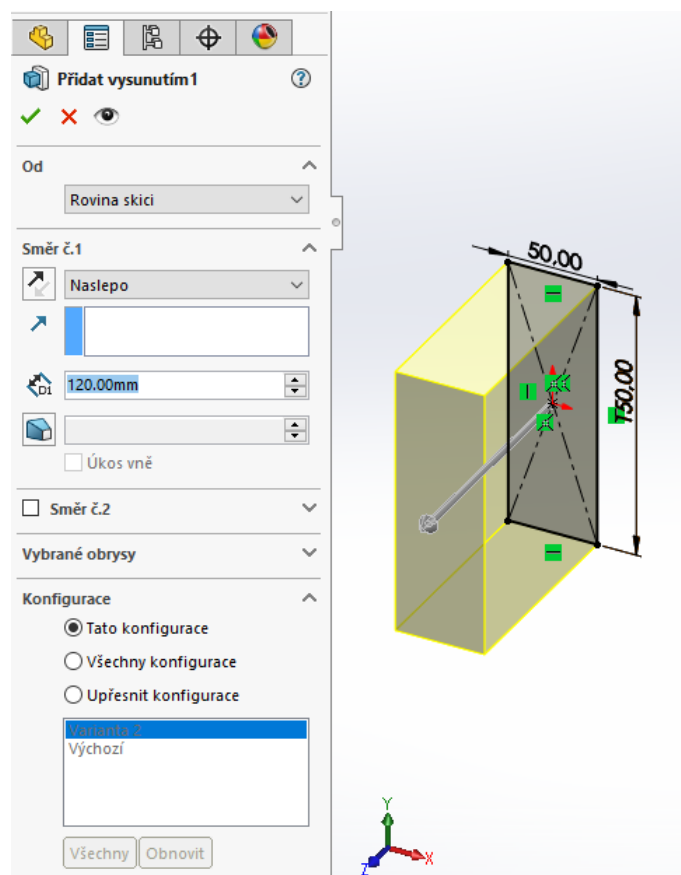 Přidat vysunutím1
Od
Rovina skici
Směr č.1
Naslepo
D1
120.00mm
Úkos vně
Směr č.2
Vybrané obrysy
Konfigurace
Tato konfigurace
Všechny konfigurace
Upřesnit konfigurace
Varianta 2
Výchozí
Všechny Obnovit
50,00
150,00
Y
X
Z